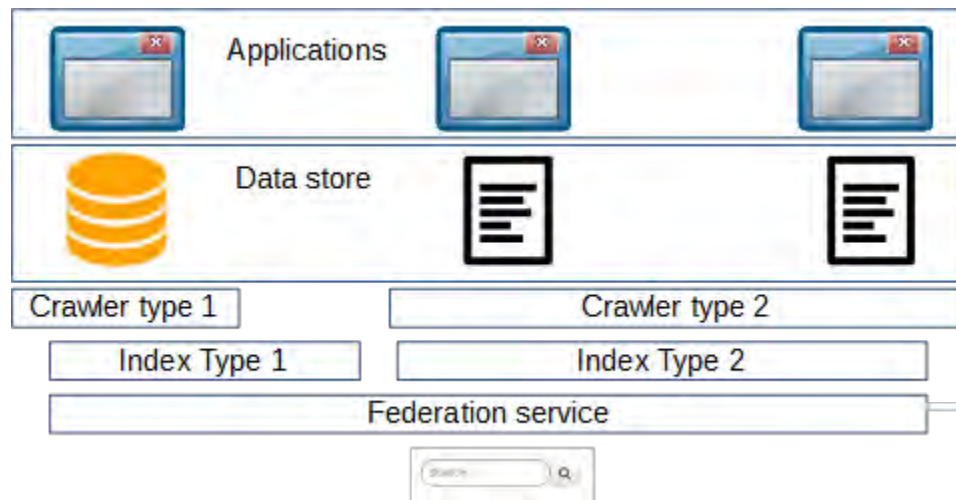 Applications
Data store
Crawler type 1
Crawler type 2
Index Type 1
Index Type 2
Federation service